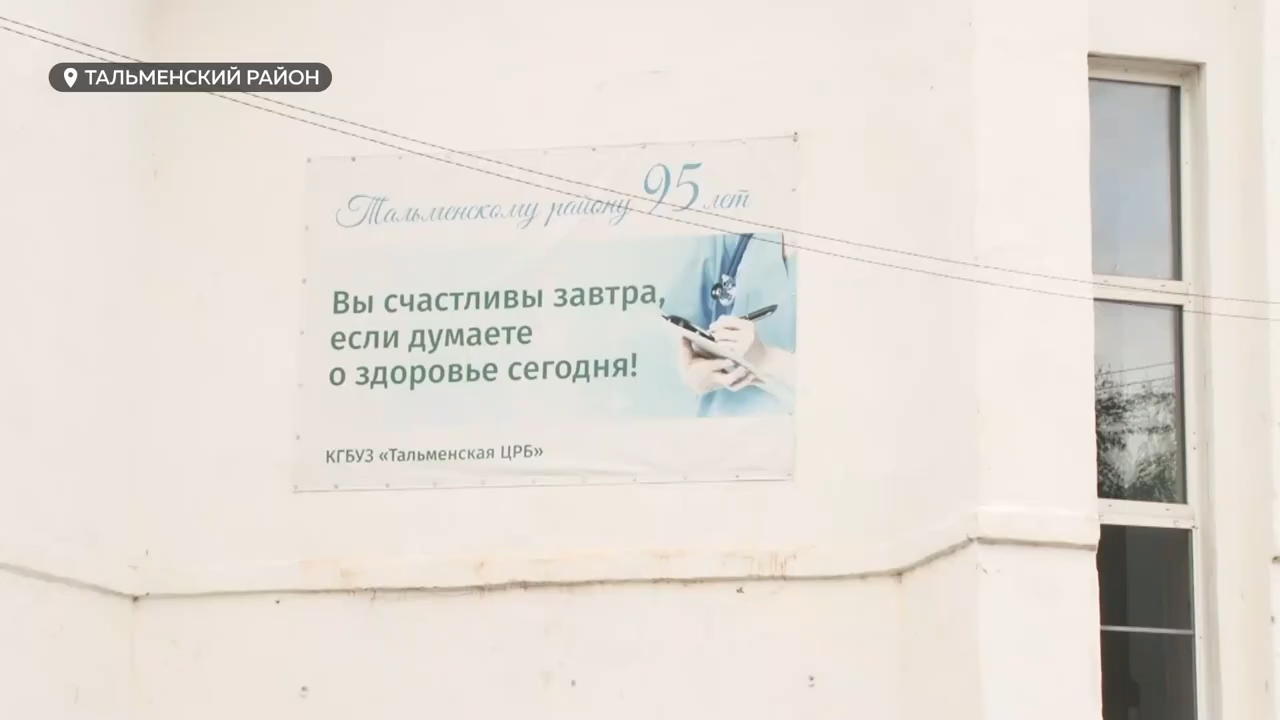 ТАЛЬМЕНСКИЙ РАЙОН
Тальменскому району 95 лет
Вы счастливы завтра,
если думаете
о здоровье сегодня!
КГБУЗ «Тальменская ЦРБ»